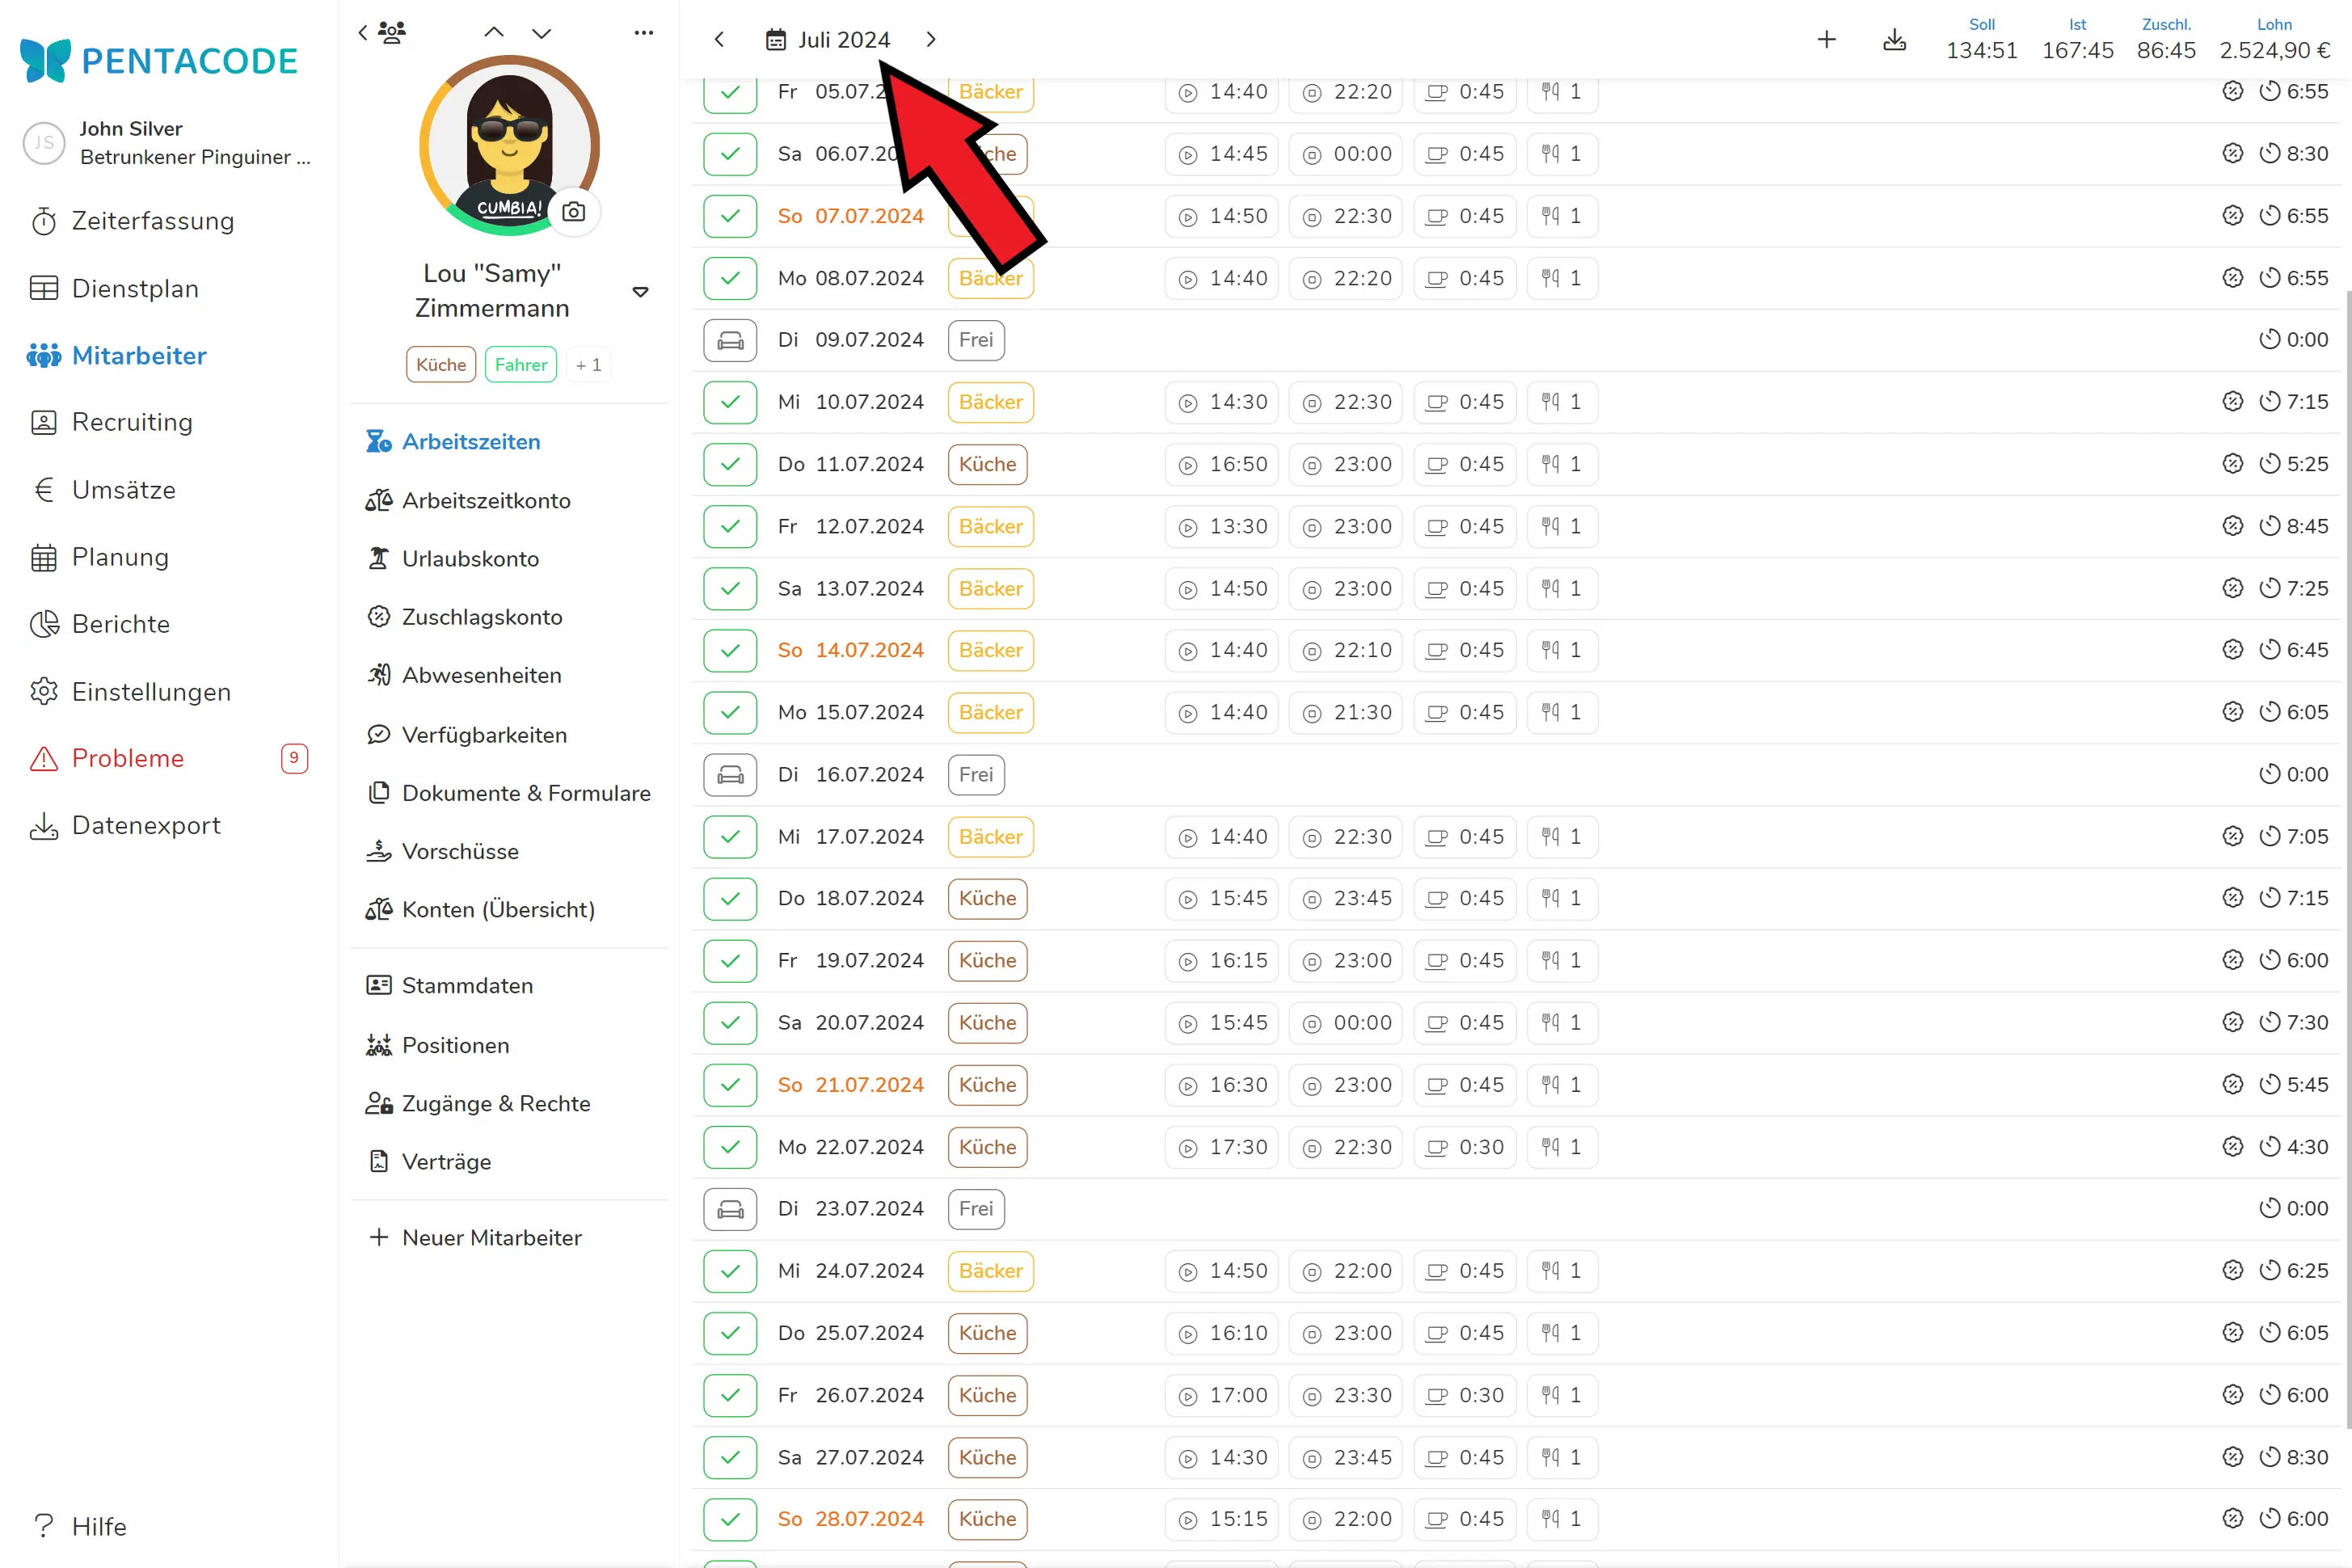 PENTACODE
JS
John Silver
Betrunkener Pinguiner ...
Zeiterfassung
Dienstplan
Mitarbeiter
Recruiting
Umsätze
Planung
Berichte
Einstellungen
Probleme 9
Datenexport
Hilfe
CUMBIA!
Lou "Samy"
Zimmermann
Küche Fahrer + 1
Arbeitszeiten
Arbeitszeitkonto
Urlaubskonto
Zuschlagskonto
Abwesenheiten
Verfügbarkeiten
Dokumente & Formulare
Vorschüsse
Konten (Übersicht)
Stammdaten
Positionen
Zugänge & Rechte
Verträge
Neuer Mitarbeiter
Juli 2024
Soll Ist Zuschl. Lohn
134:51 167:45 86:45 2.524,90 €
Fr 05.07.2 Bäcker 14:40 22:20 0:45 1 6:55
Sa 06.07.20 che 14:45 00:00 0:45 1 8:30
So 07.07.2024 14:50 22:30 0:45 1 6:55
Mo 08.07.2024 Bäcker 14:40 22:20 0:45 1 6:55
Di 09.07.2024 Frei 0:00
Mi 10.07.2024 Bäcker 14:30 22:30 0:45 1 7:15
Do 11.07.2024 Küche 16:50 23:00 0:45 1 5:25
Fr 12.07.2024 Bäcker 13:30 23:00 0:45 1 8:45
Sa 13.07.2024 Bäcker 14:50 23:00 0:45 1 7:25
So 14.07.2024 Bäcker 14:40 22:10 0:45 1 6:45
Mo 15.07.2024 Bäcker 14:40 21:30 0:45 1 6:05
Di 16.07.2024 Frei 0:00
Mi 17.07.2024 Bäcker 14:40 22:30 0:45 1 7:05
Do 18.07.2024 Küche 15:45 23:45 0:45 1 7:15
Fr 19.07.2024 Küche 16:15 23:00 0:45 1 6:00
Sa 20.07.2024 Küche 15:45 00:00 0:45 1 7:30
So 21.07.2024 Küche 16:30 23:00 0:45 1 5:45
Mo 22.07.2024 Küche 17:30 22:30 0:30 1 4:30
Di 23.07.2024 Frei 0:00
Mi 24.07.2024 Bäcker 14:50 22:00 0:45 1 6:25
Do 25.07.2024 Küche 16:10 23:00 0:45 1 6:05
Fr 26.07.2024 Küche 17:00 23:30 0:30 1 6:00
Sa 27.07.2024 Küche 14:30 23:45 0:45 1 8:30
So 28.07.2024 Küche 15:15 22:00 0:45 1 6:00